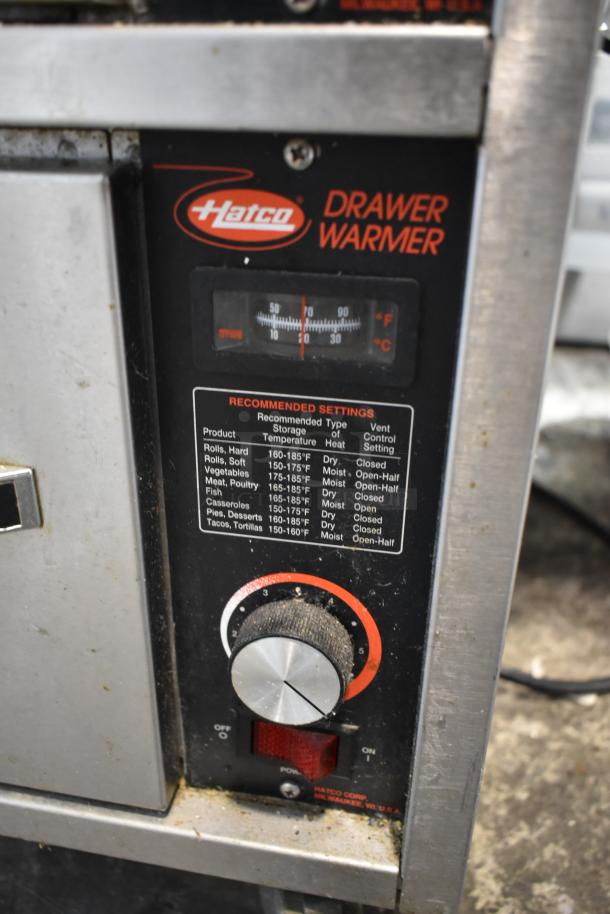 MILWAUKEE, WI U.S.A.
Hatco
DRAWER
WARMER
50 70 90 °F
10 20 30 °C
RECOMMENDED SETTINGS
Product Recommended Storage Temperature Type of Heat Vent Control Setting
Rolls, Hard 160-185°F Dry Closed
Rolls, Soft 150-175°F Moist Open-Half
Vegetables 175-185°F Moist Open-Half
Meat, Poultry 165-185°F Dry Closed
Fish 165-185°F Moist Open
Casseroles 150-175°F Dry Closed
Pies, Desserts 160-185°F Dry Closed
Tacos, Tortillas 150-160°F Moist Open-Half
2 3 4 5
OFF
O
ON
I
HATCO CORP.
MILWAUKEE, WI. U.S.A.